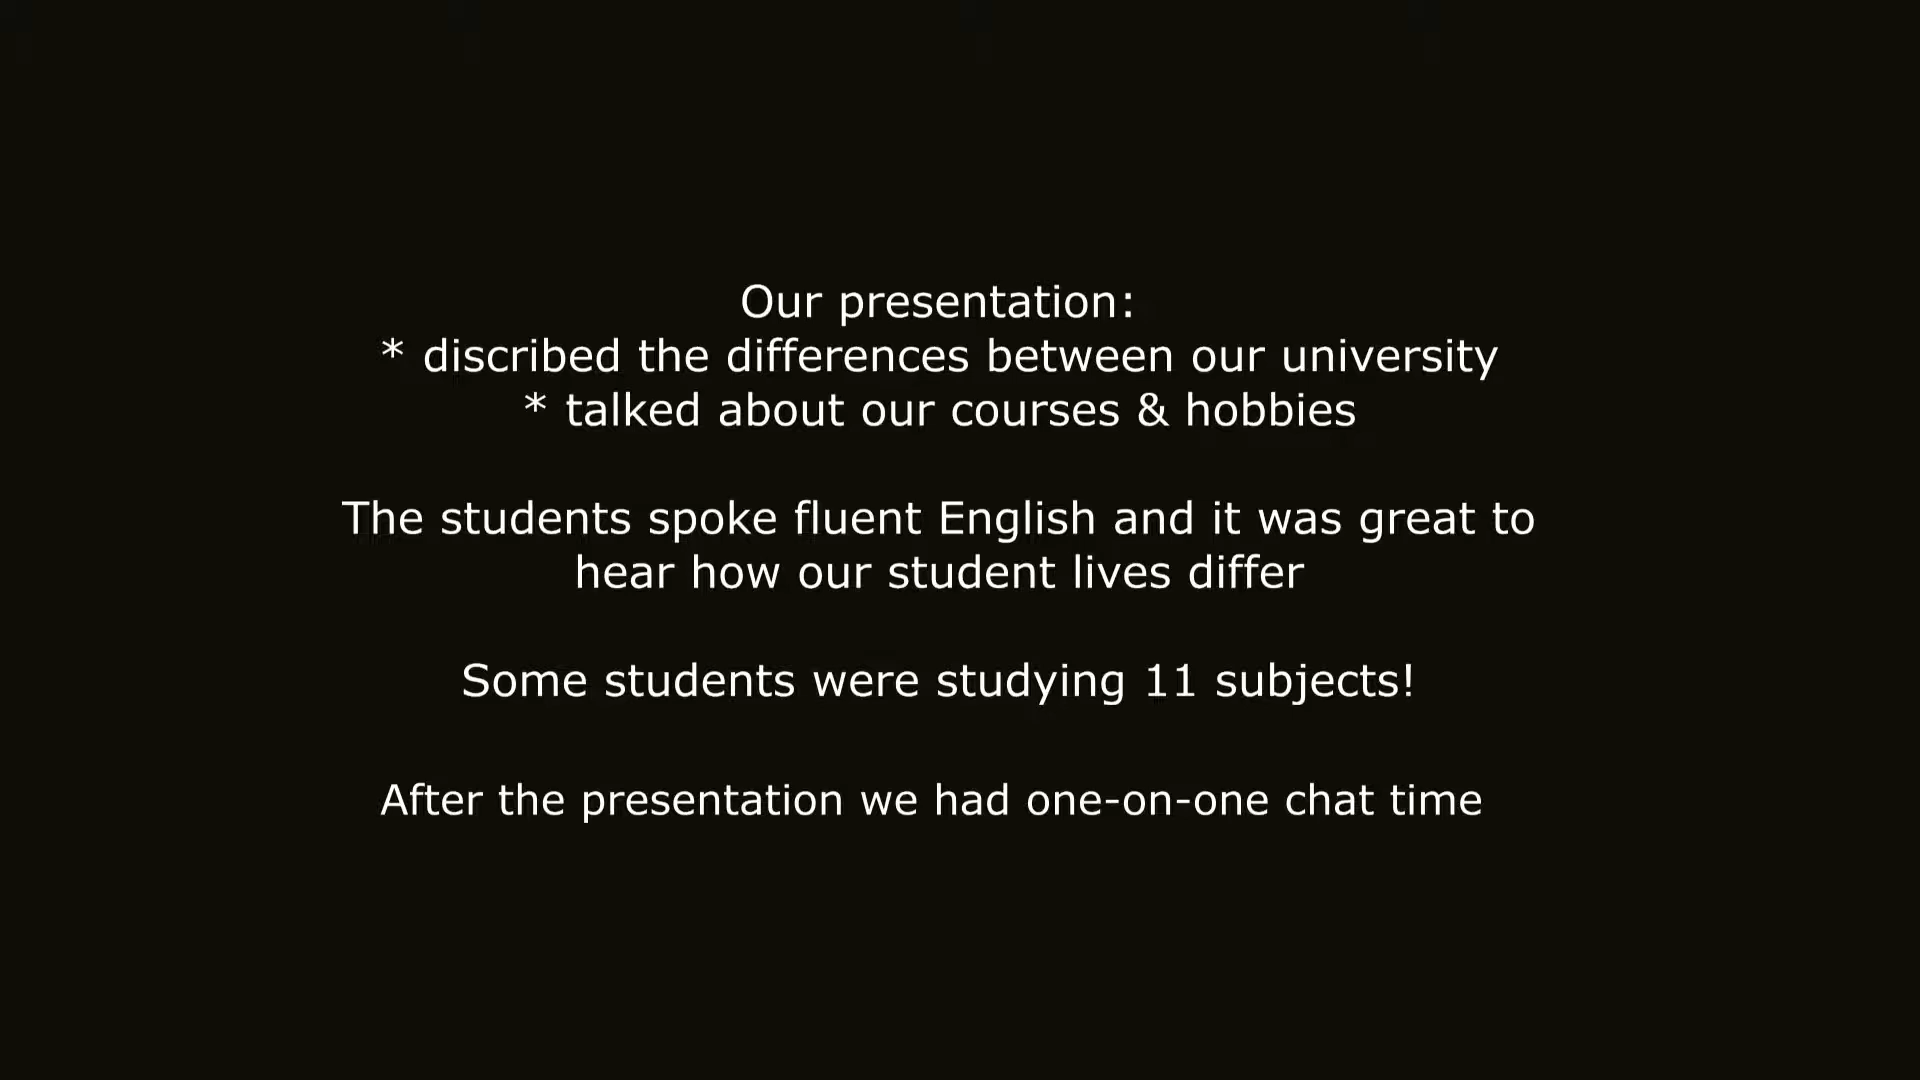 Our presentation:
* discribed the differences between our university
* talked about our courses & hobbies
The students spoke fluent English and it was great to
hear how our student lives differ
Some students were studying 11 subjects!
After the presentation we had one-on-one chat time